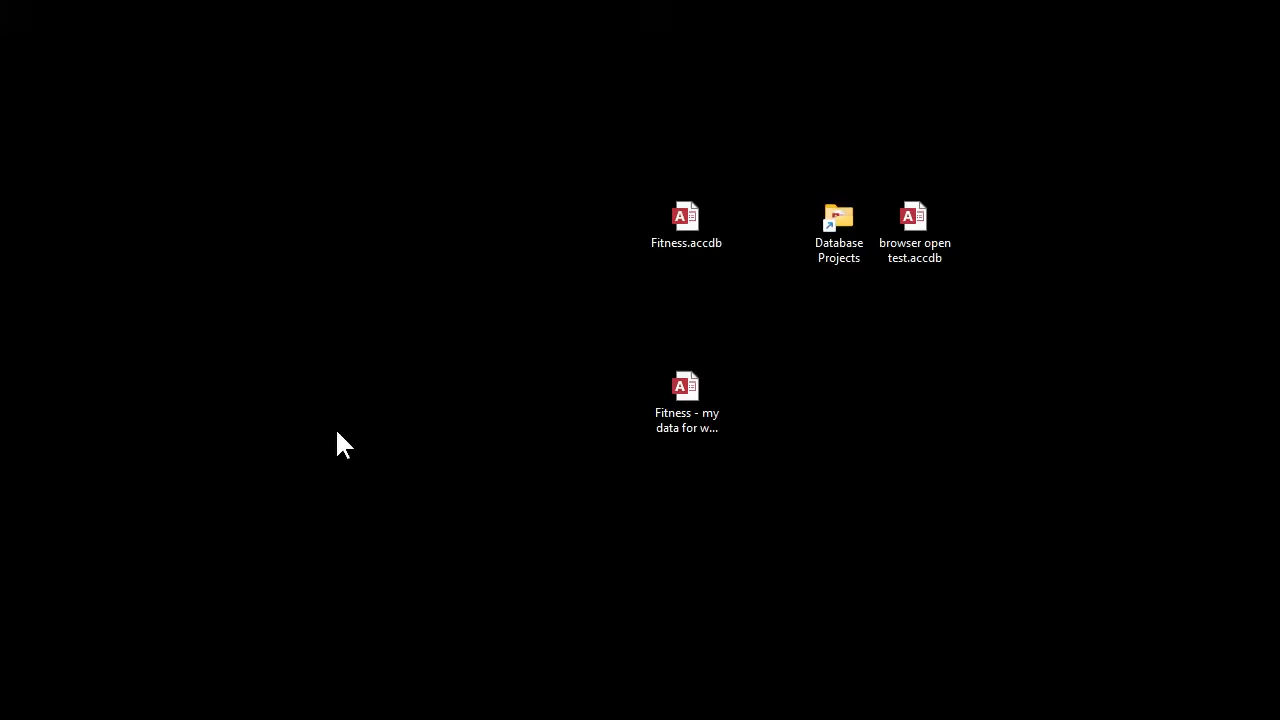 Fitness.accdb
Database
Projects
browser open
test.accdb
Fitness - my
data for w...